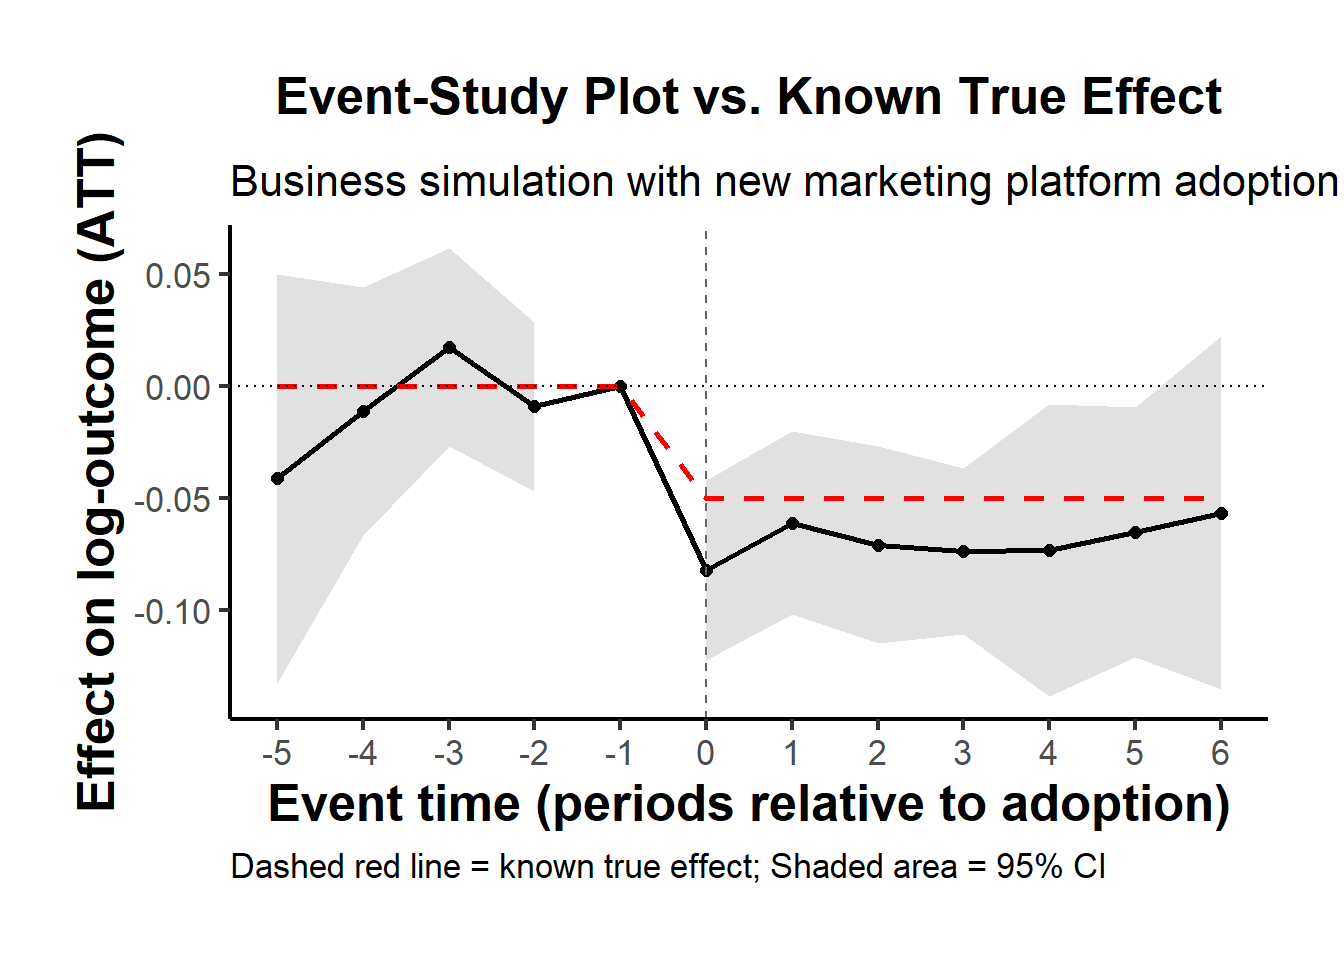 Event-Study Plot vs. Known True Effect
Business simulation with new marketing platform adoption
Effect on log-outcome (ATT)
0.05
0.00
-0.05
-0.10
-5 -4 -3 -2 -1 0 1 2 3 4 5 6
Event time (periods relative to adoption)
Dashed red line = known true effect; Shaded area = 95% CI